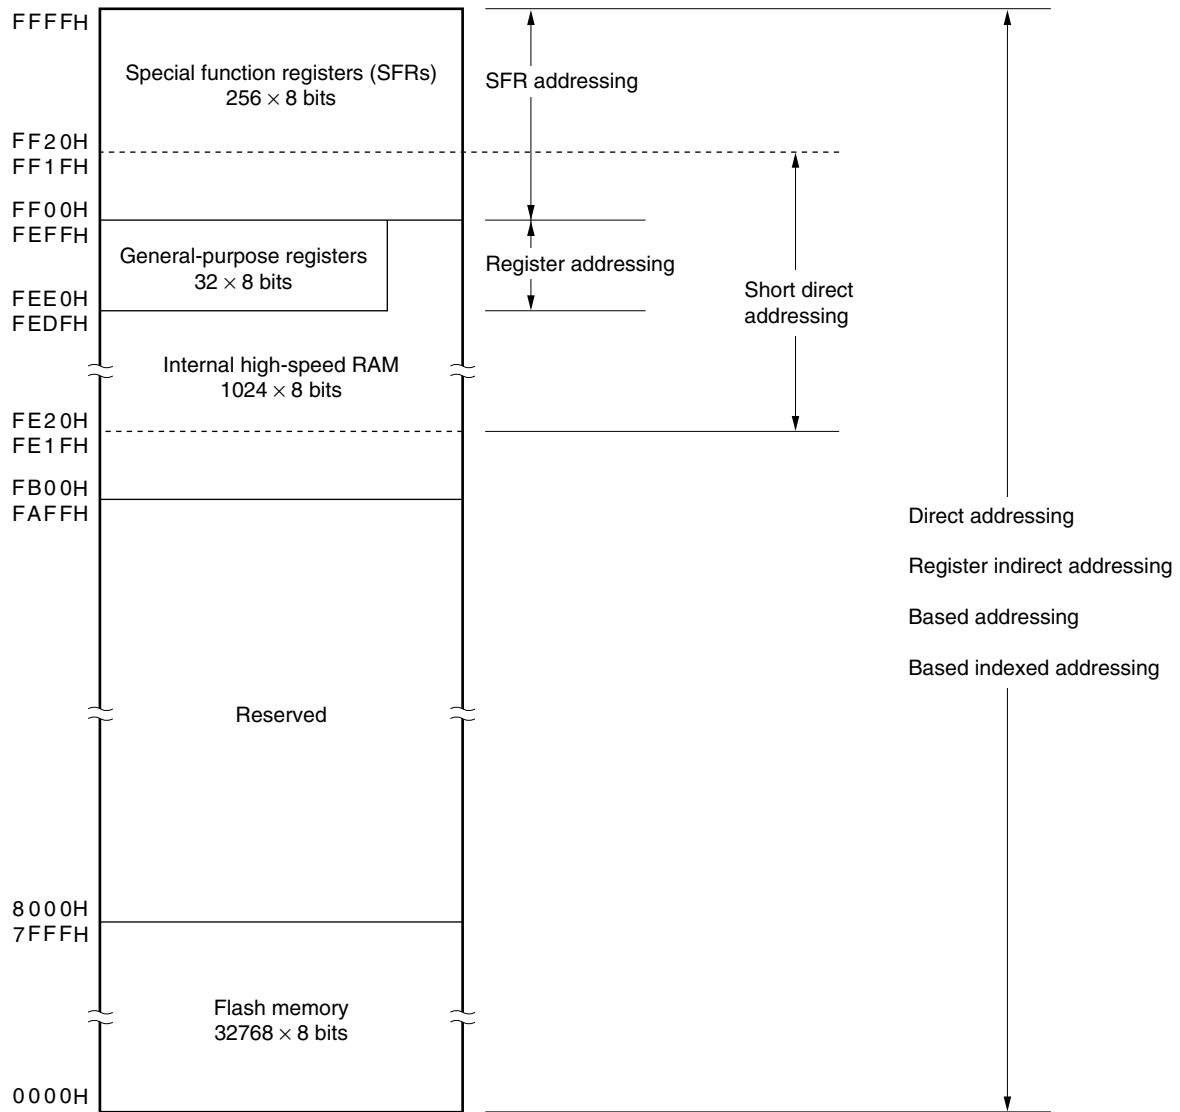 FFFFH
Special function registers (SFRs)
256 × 8 bits
SFR addressing
FF20H
FF1FH
FF00H
FEFFH
General-purpose registers
32 × 8 bits
Register addressing
Short direct
addressing
FEE0H
FEDFH
Internal high-speed RAM
1024 × 8 bits
FE20H
FE1FH
FB00H
FAFFH
Direct addressing
Register indirect addressing
Based addressing
Based indexed addressing
Reserved
8000H
7FFFH
Flash memory
32768 × 8 bits
0000H